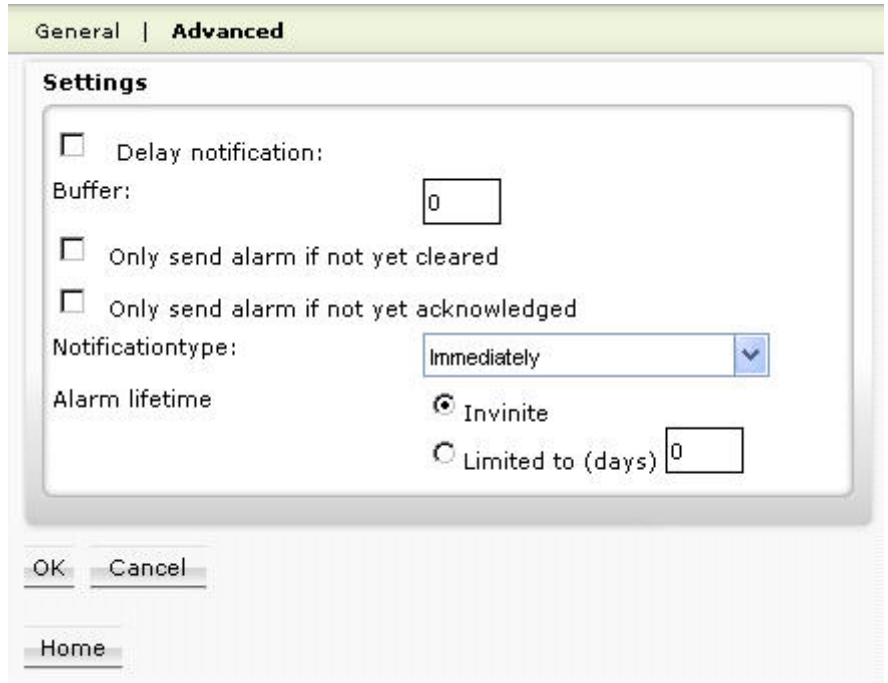 General | Advanced
Settings
Delay notification:
Buffer: 0
Only send alarm if not yet cleared
Only send alarm if not yet acknowledged
Notificationtype: Immediately
Alarm lifetime Invinite
Limited to (days) 0
OK Cancel
Home